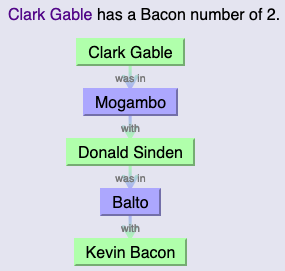 Clark Gable has a Bacon number of 2.
Clark Gable
was in
Mogambo
with
Donald Sinden
was in
Balto
with
Kevin Bacon